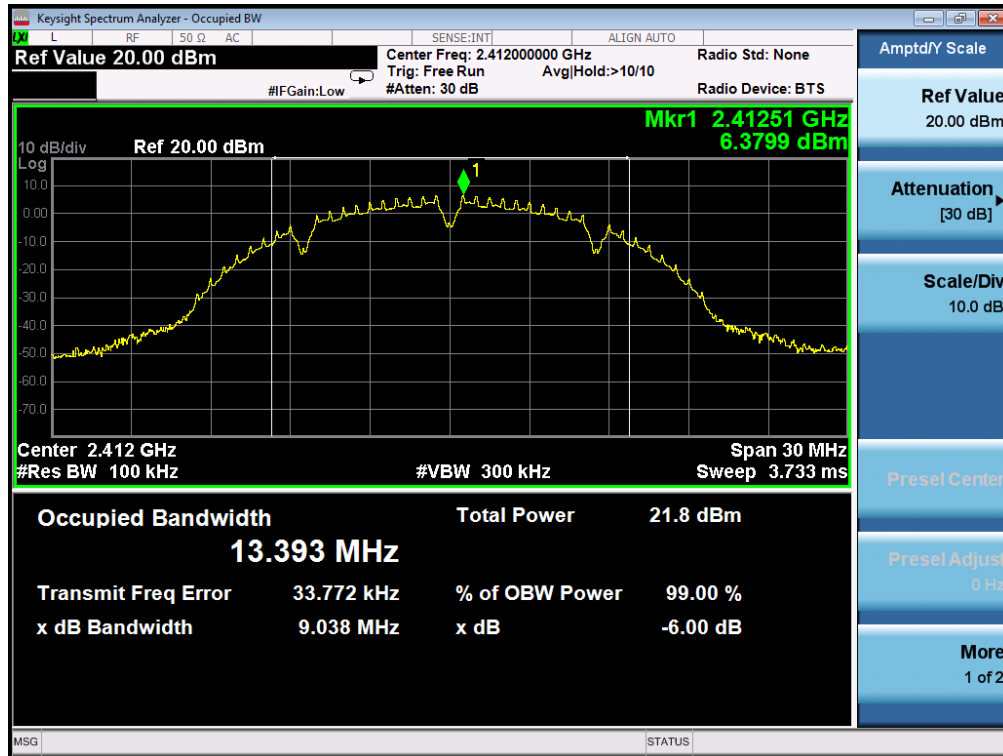 Keysight Spectrum Analyzer - Occupied BW
LXI L RF 50 Ω AC SENSE:INT ALIGN AUTO
Ref Value 20.00 dBm
Center Freq: 2.412000000 GHz Radio Std: None
Trig: Free Run Avg|Hold:>10/10
#IFGain:Low #Atten: 30 dB Radio Device: BTS
Mkr1 2.41251 GHz
6.3799 dBm
10 dB/div Ref 20.00 dBm
Log
1
10.0
0.00
-10.0
-20.0
-30.0
-40.0
-50.0
-60.0
-70.0
Center 2.412 GHz Span 30 MHz
#Res BW 100 kHz #VBW 300 kHz Sweep 3.733 ms
Occupied Bandwidth Total Power 21.8 dBm
13.393 MHz
Transmit Freq Error 33.772 kHz % of OBW Power 99.00 %
x dB Bandwidth 9.038 MHz x dB -6.00 dB
MSG STATUS
Amptd/Y Scale
Ref Value
20.00 dBm
Attenuation
[30 dB]
Scale/Div
10.0 dB
Presel Center
Presel Adjust
0 Hz
More
1 of 2